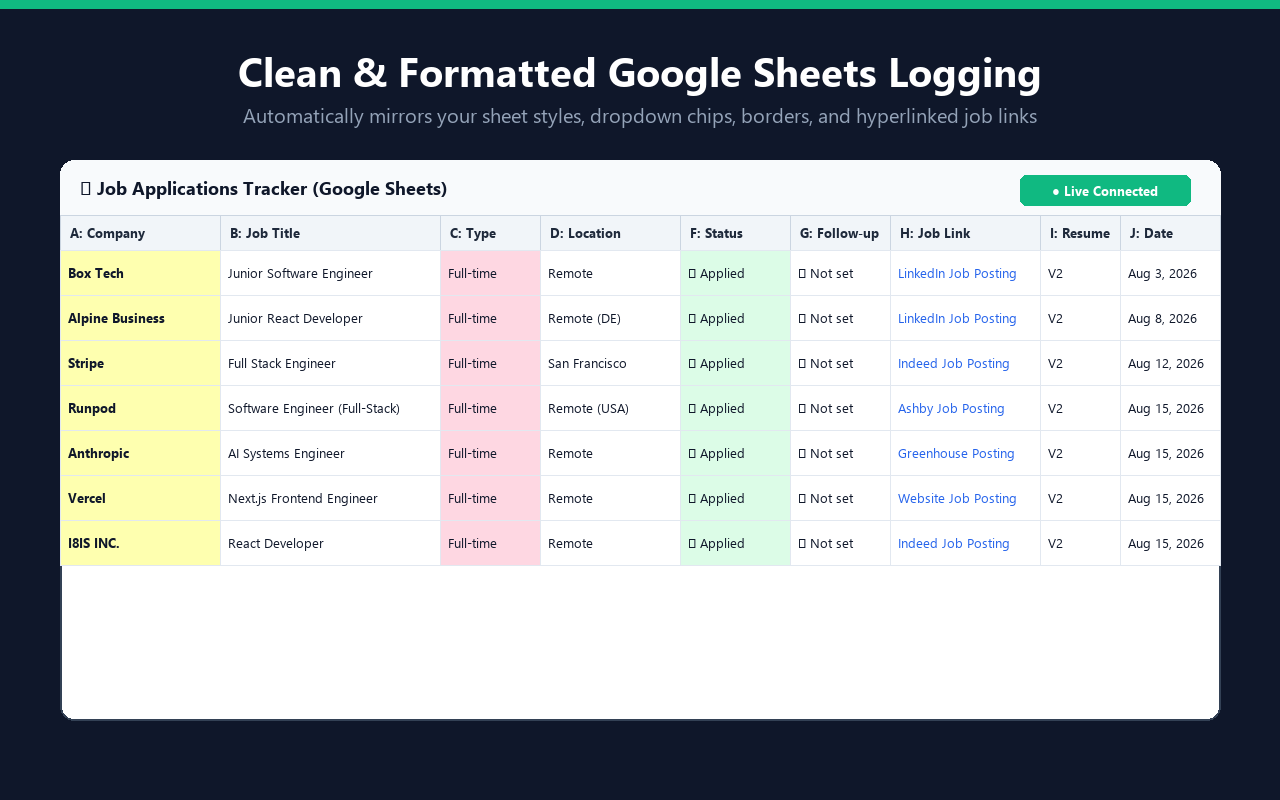 Clean & Formatted Google Sheets Logging
Automatically mirrors your sheet styles, dropdown chips, borders, and hyperlinked job links
▯ Job Applications Tracker (Google Sheets) ● Live Connected
A: Company B: Job Title C: Type D: Location F: Status G: Follow-up H: Job Link I: Resume J: Date
Box Tech Junior Software Engineer Full-time Remote ▯ Applied ▯ Not set LinkedIn Job Posting V2 Aug 3, 2026
Alpine Business Junior React Developer Full-time Remote (DE) ▯ Applied ▯ Not set LinkedIn Job Posting V2 Aug 8, 2026
Stripe Full Stack Engineer Full-time San Francisco ▯ Applied ▯ Not set Indeed Job Posting V2 Aug 12, 2026
Runpod Software Engineer (Full-Stack) Full-time Remote (USA) ▯ Applied ▯ Not set Ashby Job Posting V2 Aug 15, 2026
Anthropic AI Systems Engineer Full-time Remote ▯ Applied ▯ Not set Greenhouse Posting V2 Aug 15, 2026
Vercel Next.js Frontend Engineer Full-time Remote ▯ Applied ▯ Not set Website Job Posting V2 Aug 15, 2026
I8IS INC. React Developer Full-time Remote ▯ Applied ▯ Not set Indeed Job Posting V2 Aug 15, 2026